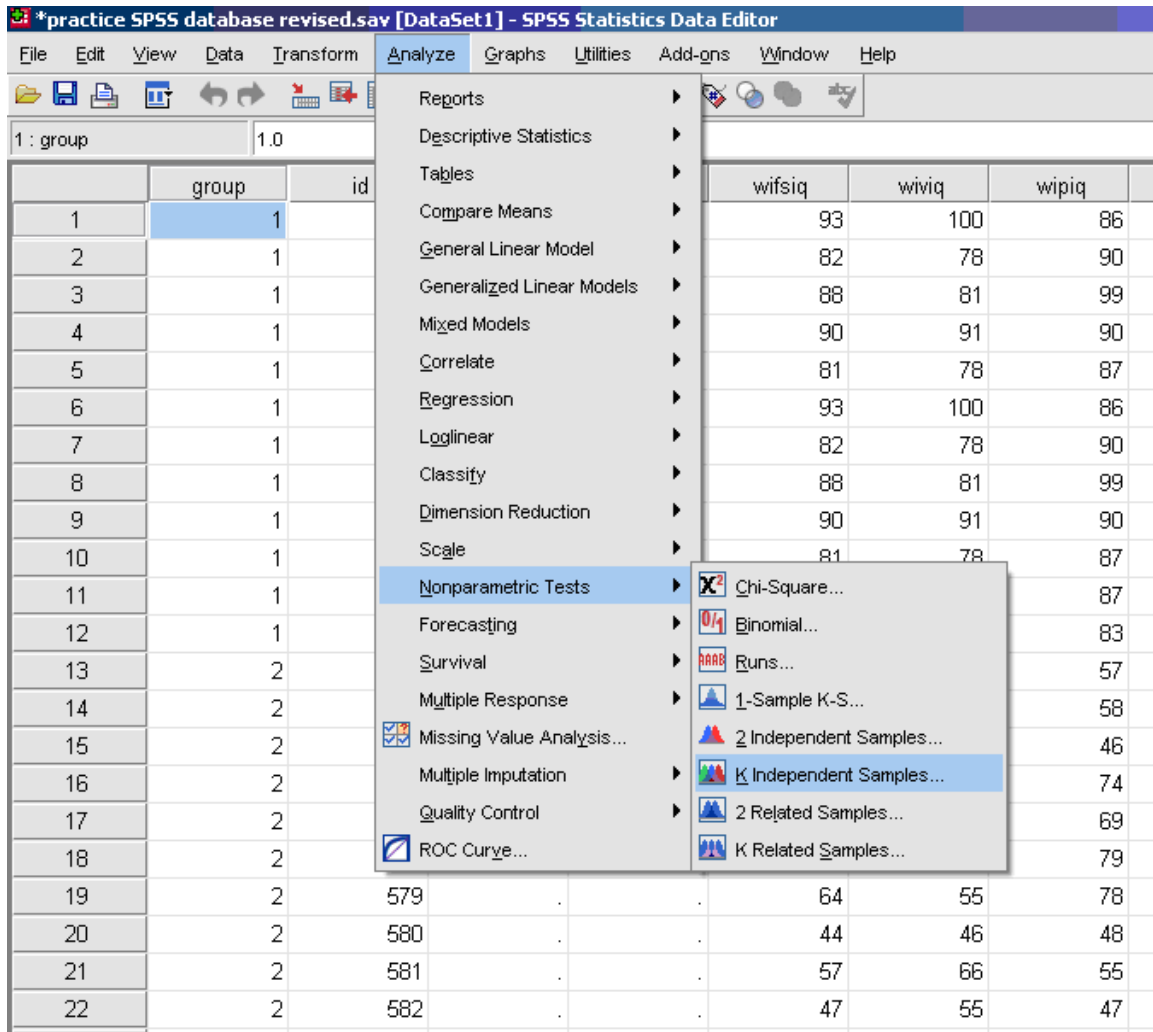 *practice SPSS database revised.sav [DataSet1] - SPSS Statistics Data Editor
File Edit View Data Transform Analyze Graphs Utilities Add-ons Window Help
1 : group 1.0
group id wifsiq wiviq wipiq
1 1 93 100 86
2 1 82 78 90
3 1 88 81 99
4 1 90 91 90
5 1 81 78 87
6 1 93 100 86
7 1 82 78 90
8 1 88 81 99
9 1 90 91 90
10 1 81 78 87
11 1 87
12 1 83
13 2 57
14 2 58
15 2 46
16 2 74
17 2 69
18 2 79
19 2 579 . . 64 55 78
20 2 580 . . 44 46 48
21 2 581 . . 57 66 55
22 2 582 . . 47 55 47
Reports
Descriptive Statistics
Tables
Compare Means
General Linear Model
Generalized Linear Models
Mixed Models
Correlate
Regression
Loglinear
Classify
Dimension Reduction
Scale
Nonparametric Tests
Forecasting
Survival
Multiple Response
Missing Value Analysis...
Multiple Imputation
Quality Control
ROC Curve...
X² Chi-Square...
0/1 Binomial...
AAAB Runs...
1-Sample K-S...
2 Independent Samples...
K Independent Samples...
2 Related Samples...
K Related Samples...